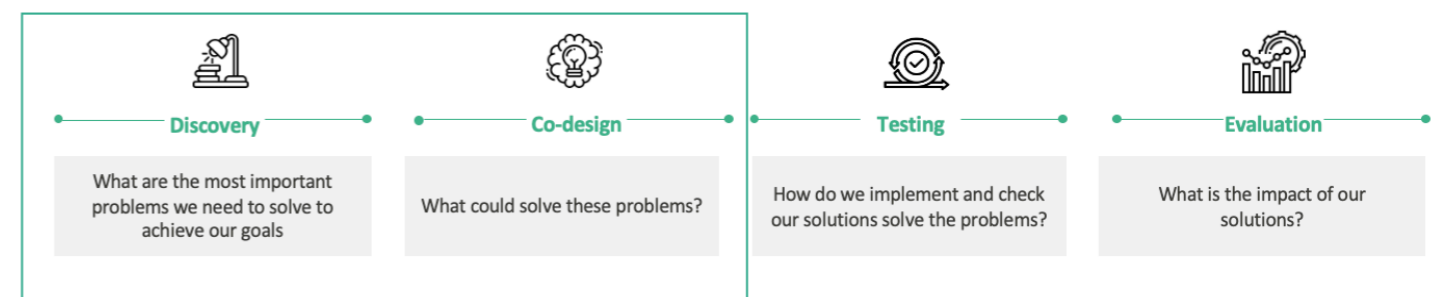 Discovery
Co-design
Testing
Evaluation
What are the most important
problems we need to solve to
achieve our goals
What could solve these problems?
How do we implement and check
our solutions solve the problems?
What is the impact of our
solutions?